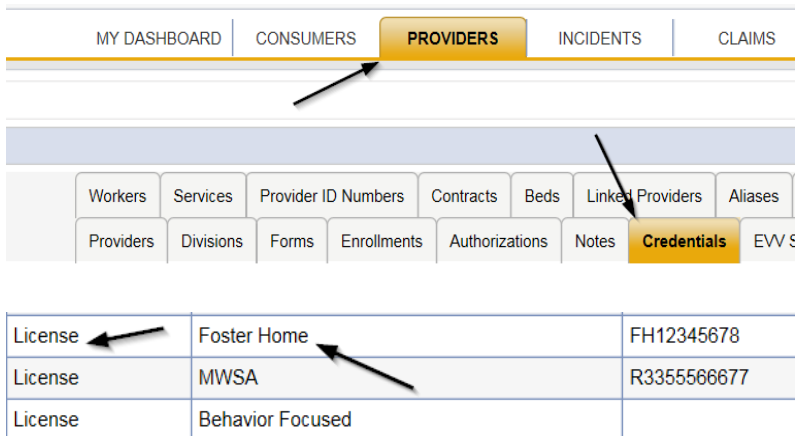 MY DASHBOARD CONSUMERS PROVIDERS INCIDENTS CLAIMS
Workers Services Provider ID Numbers Contracts Beds Linked Providers Aliases
Providers Divisions Forms Enrollments Authorizations Notes Credentials EVV S
License Foster Home FH12345678
License MWSA R3355566677
License Behavior Focused